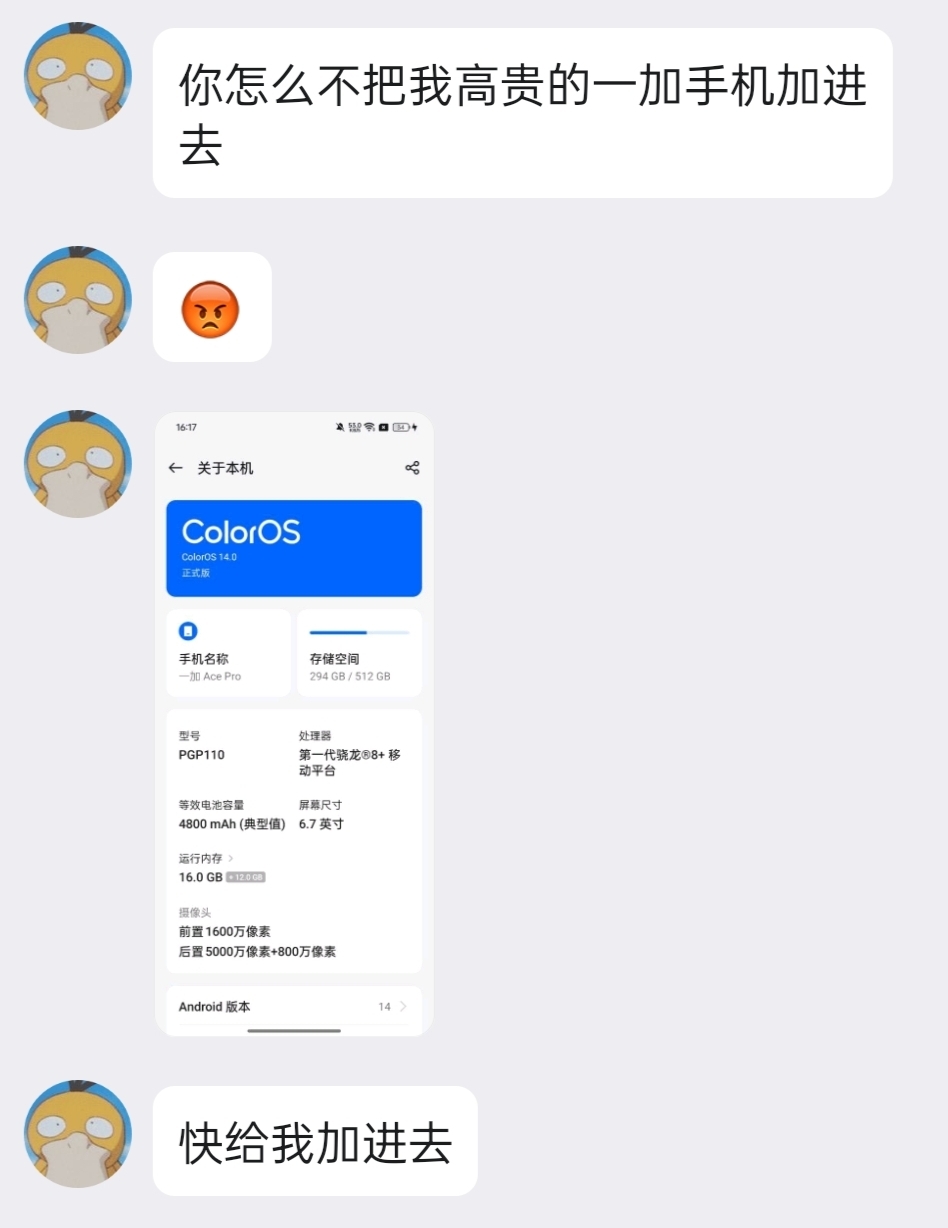 你怎么不把我高贵的一加手机加进
去
16:17
关于本机
ColorOS
ColorOS 14.0
正式版
手机名称
一加 Ace Pro
存储空间
294 GB / 512 GB
型号
PGP110
处理器
第一代骁龙®8+ 移
动平台
等效电池容量
4800 mAh (典型值)
屏幕尺寸
6.7 英寸
运行内存
16.0 GB + 12.0 GB
摄像头
前置1600万像素
后置5000万像素+800万像素
Android 版本
14
快给我加进去